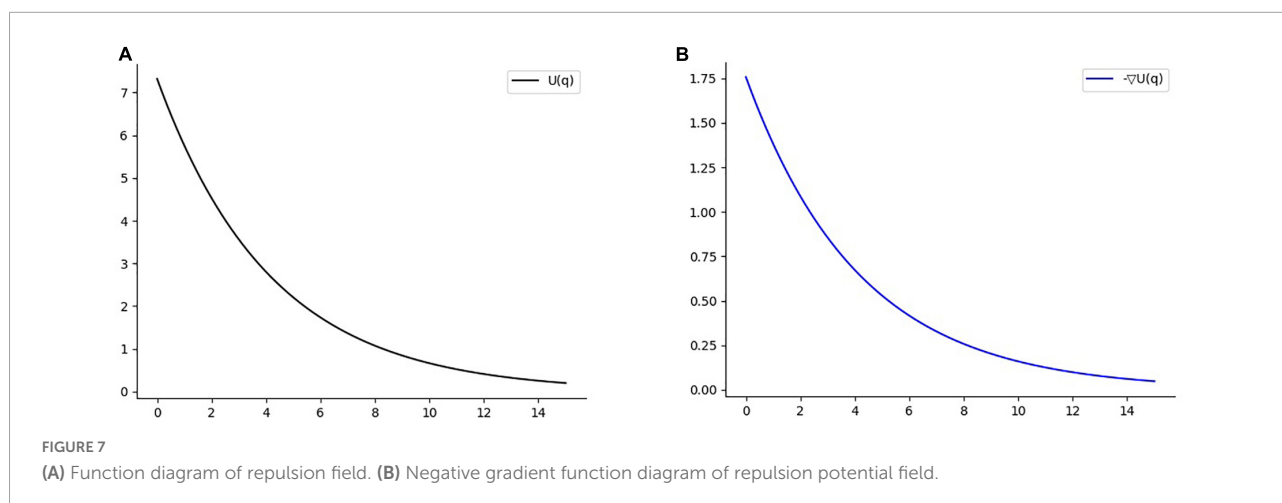 A
U(q)
7
6
5
4
3
2
1
0
0 2 4 6 8 10 12 14
B
-▽U(q)
1.75
1.50
1.25
1.00
0.75
0.50
0.25
0.00
0 2 4 6 8 10 12 14
FIGURE 7
(A) Function diagram of repulsion field. (B) Negative gradient function diagram of repulsion potential field.